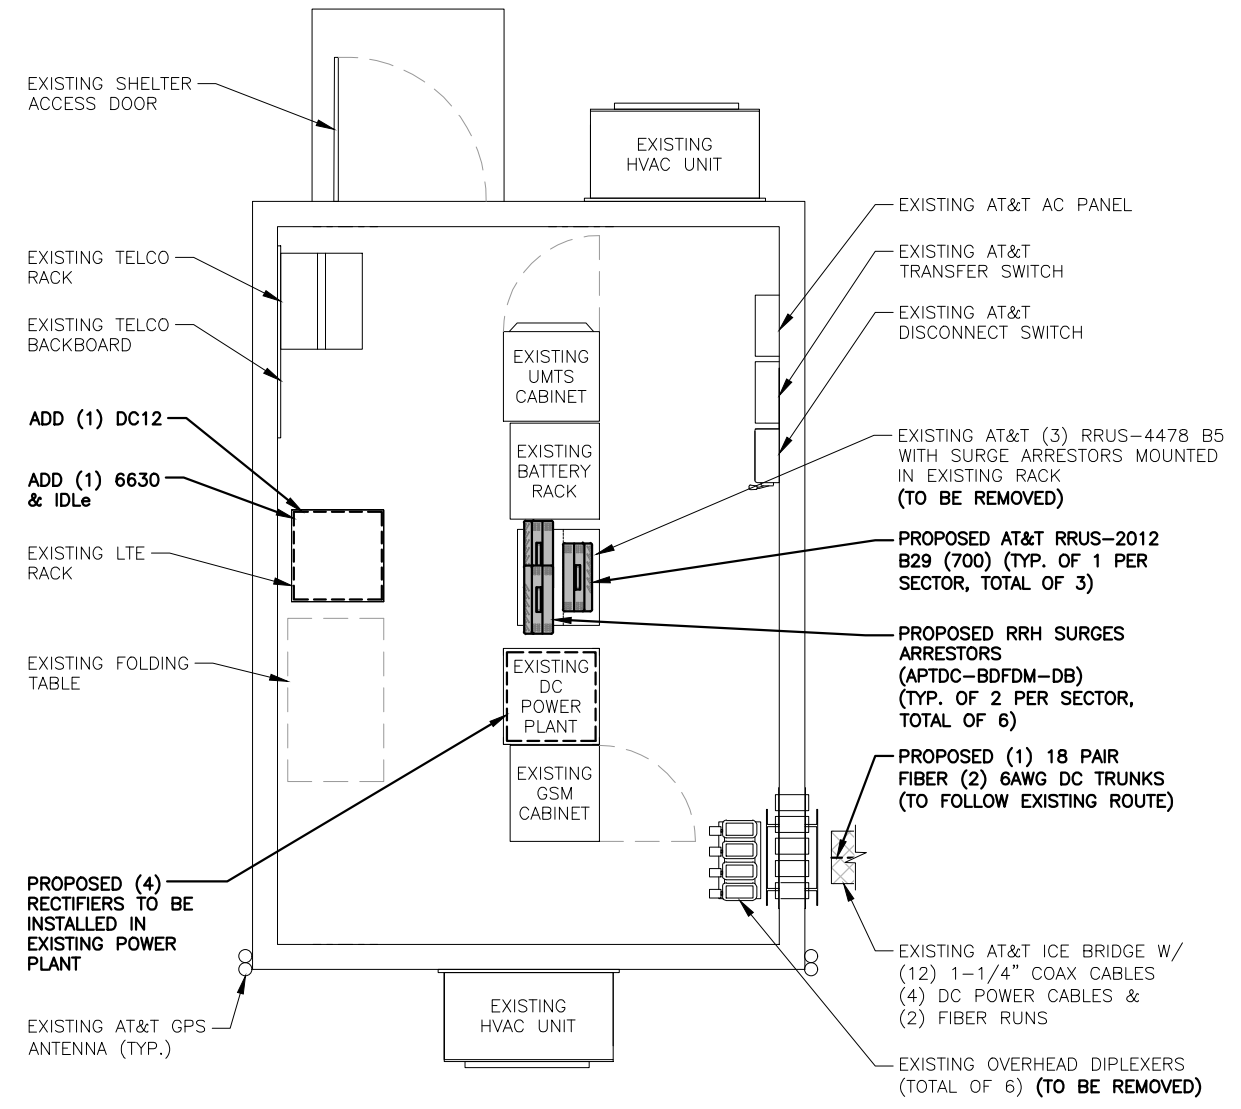 EXISTING SHELTER
ACCESS DOOR
EXISTING
HVAC UNIT
EXISTING TELCO
RACK
EXISTING TELCO
BACKBOARD
ADD (1) DC12
ADD (1) 6630
& IDLe
EXISTING LTE
RACK
EXISTING FOLDING
TABLE
PROPOSED (4)
RECTIFIERS TO BE
INSTALLED IN
EXISTING POWER
PLANT
EXISTING AT&T GPS
ANTENNA (TYP.)
EXISTING
UMTS
CABINET
EXISTING
BATTERY
RACK
EXISTING
DC
POWER
PLANT
EXISTING
GSM
CABINET
EXISTING
HVAC UNIT
EXISTING AT&T AC PANEL
EXISTING AT&T
TRANSFER SWITCH
EXISTING AT&T
DISCONNECT SWITCH
EXISTING AT&T (3) RRUS-4478 B5
WITH SURGE ARRESTORS MOUNTED
IN EXISTING RACK
(TO BE REMOVED)
PROPOSED AT&T RRUS-2012
B29 (700) (TYP. OF 1 PER
SECTOR, TOTAL OF 3)
PROPOSED RRH SURGES
ARRESTORS
(APTDC-BDFDM-DB)
(TYP. OF 2 PER SECTOR,
TOTAL OF 6)
PROPOSED (1) 18 PAIR
FIBER (2) 6AWG DC TRUNKS
(TO FOLLOW EXISTING ROUTE)
EXISTING AT&T ICE BRIDGE W/
(12) 1-1/4" COAX CABLES
(4) DC POWER CABLES &
(2) FIBER RUNS
EXISTING OVERHEAD DIPLEXERS
(TOTAL OF 6) (TO BE REMOVED)